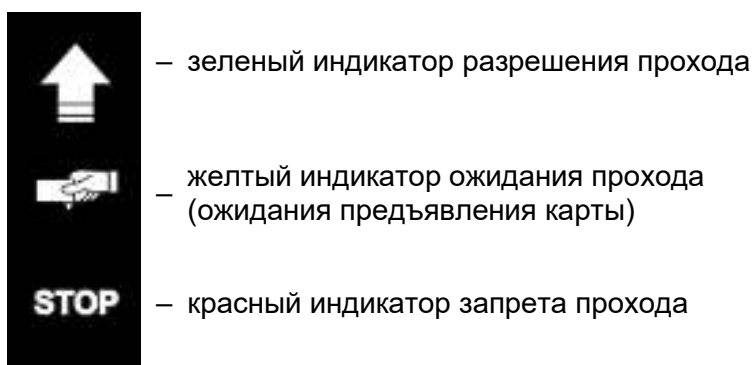 – зеленый индикатор разрешения прохода
– желтый индикатор ожидания прохода
(ожидания предъявления карты)
STOP – красный индикатор запрета прохода